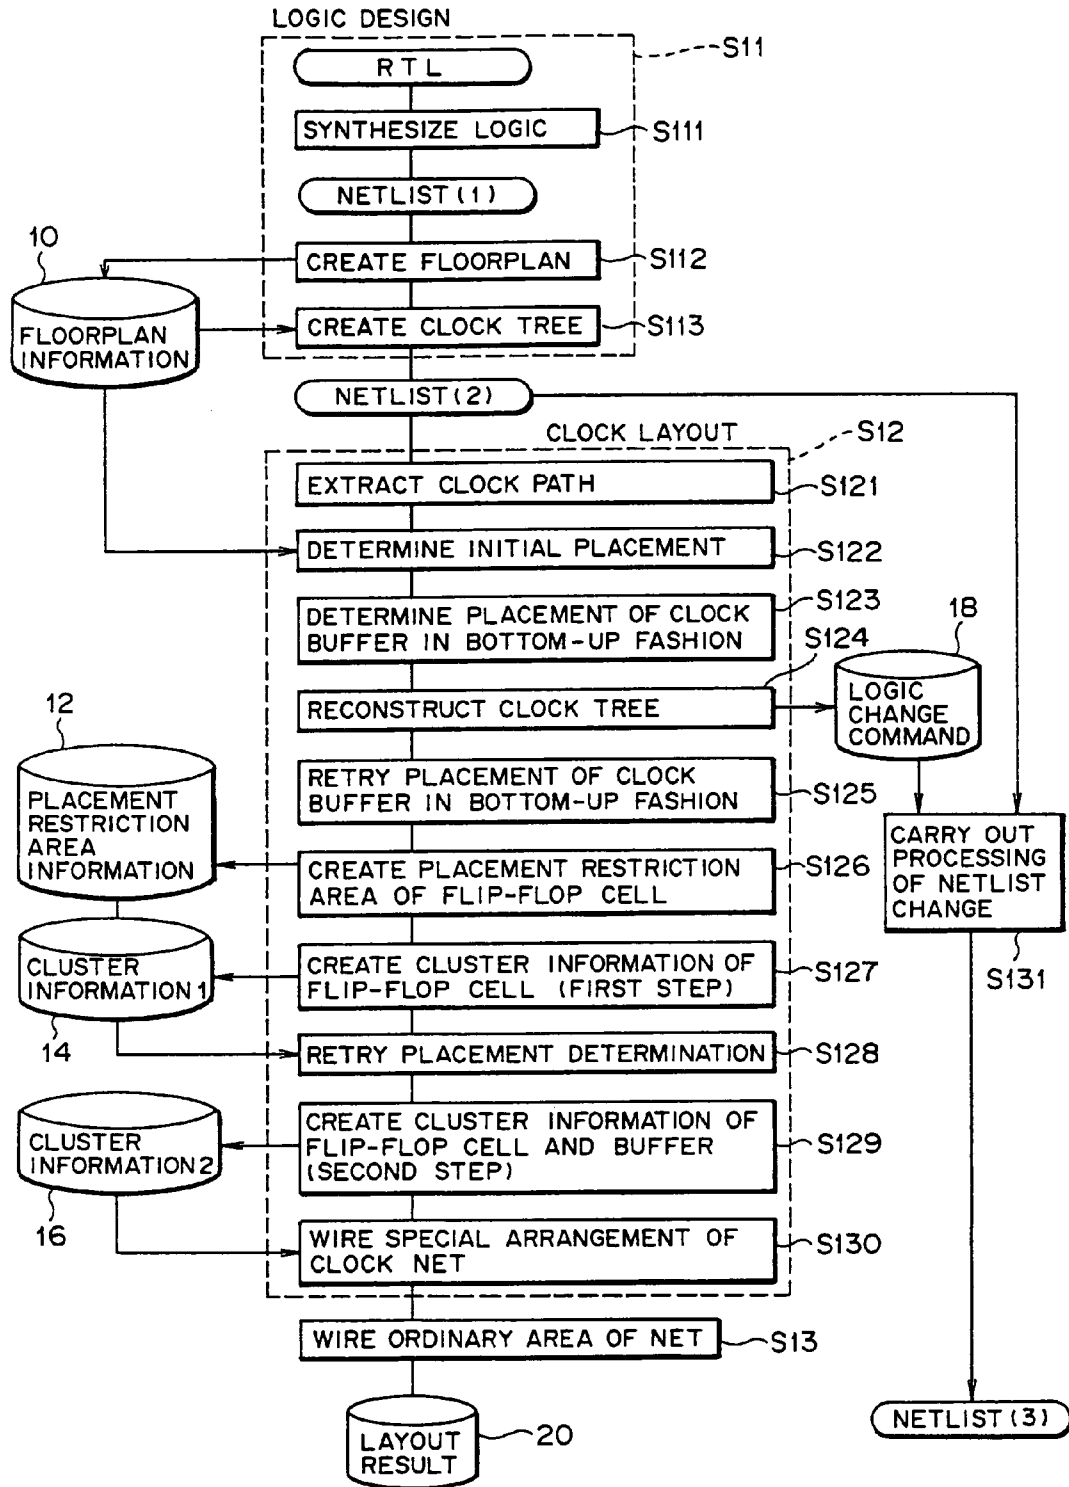 LOGIC DESIGN
S11
RTL
SYNTHESIZE LOGIC
S111
NETLIST(1)
10
CREATE FLOORPLAN
S112
FLOORPLAN
INFORMATION
CREATE CLOCK TREE
S113
NETLIST(2)
CLOCK LAYOUT
S12
EXTRACT CLOCK PATH
S121
DETERMINE INITIAL PLACEMENT
S122
DETERMINE PLACEMENT OF CLOCK
BUFFER IN BOTTOM-UP FASHION
S123
S124
18
RECONSTRUCT CLOCK TREE
LOGIC
CHANGE
COMMAND
12
PLACEMENT
RESTRICTION
AREA
INFORMATION
RETRY PLACEMENT OF CLOCK
BUFFER IN BOTTOM-UP FASHION
S125
CREATE PLACEMENT RESTRICTION
AREA OF FLIP-FLOP CELL
S126
CARRY OUT
PROCESSING
OF NETLIST
CHANGE
S131
CLUSTER
INFORMATION 1
14
CREATE CLUSTER INFORMATION OF
FLIP-FLOP CELL (FIRST STEP)
S127
RETRY PLACEMENT DETERMINATION
S128
CLUSTER
INFORMATION 2
16
CREATE CLUSTER INFORMATION OF
FLIP-FLOP CELL AND BUFFER
(SECOND STEP)
S129
WIRE SPECIAL ARRANGEMENT OF
CLOCK NET
S130
WIRE ORDINARY AREA OF NET
S13
NETLIST(3)
LAYOUT
RESULT
20